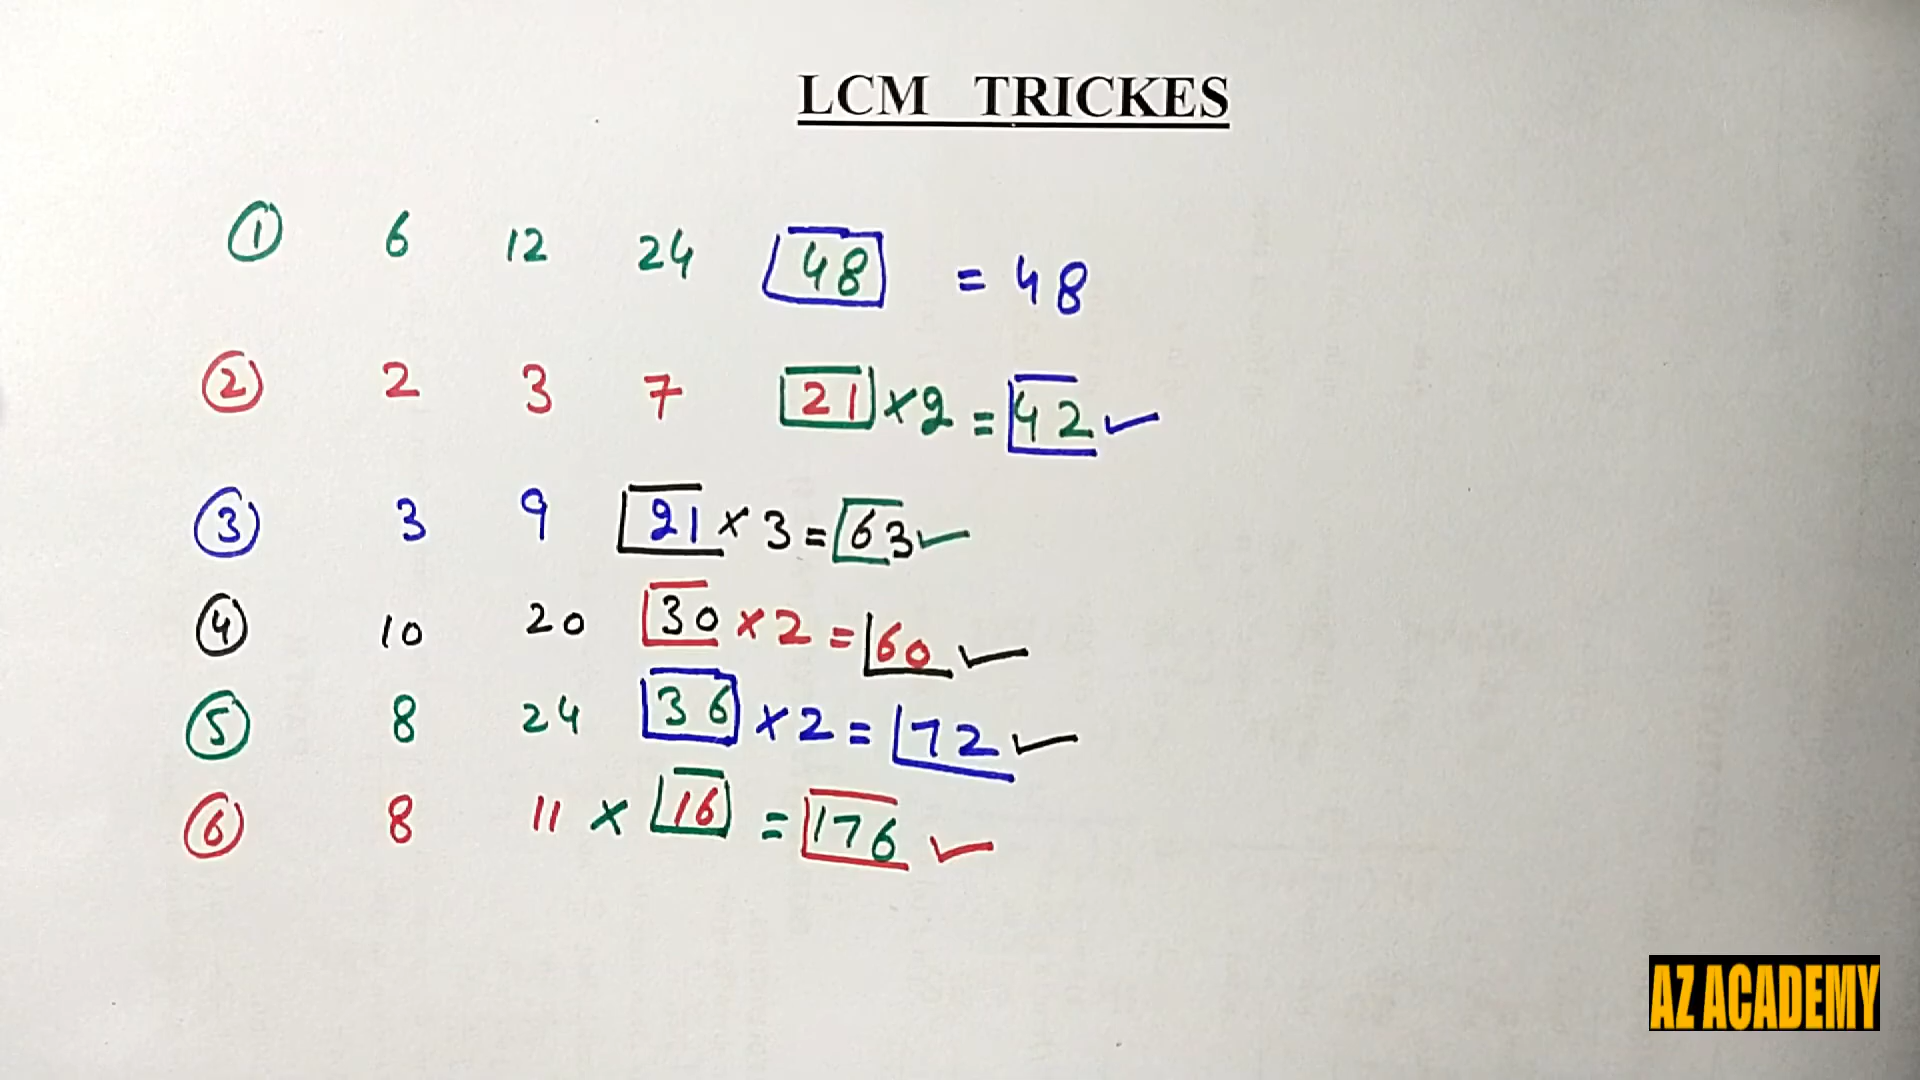 LCM TRICKES
① 6 12 24 48 = 48
② 2 3 7 21 × 2 = 42 ✓
③ 3 9 21 × 3 = 63 ✓
④ 10 20 30 × 2 = 60 ✓
⑤ 8 24 36 × 2 = 72 ✓
⑥ 8 11 × 16 = 176 ✓
AZ ACADEMY